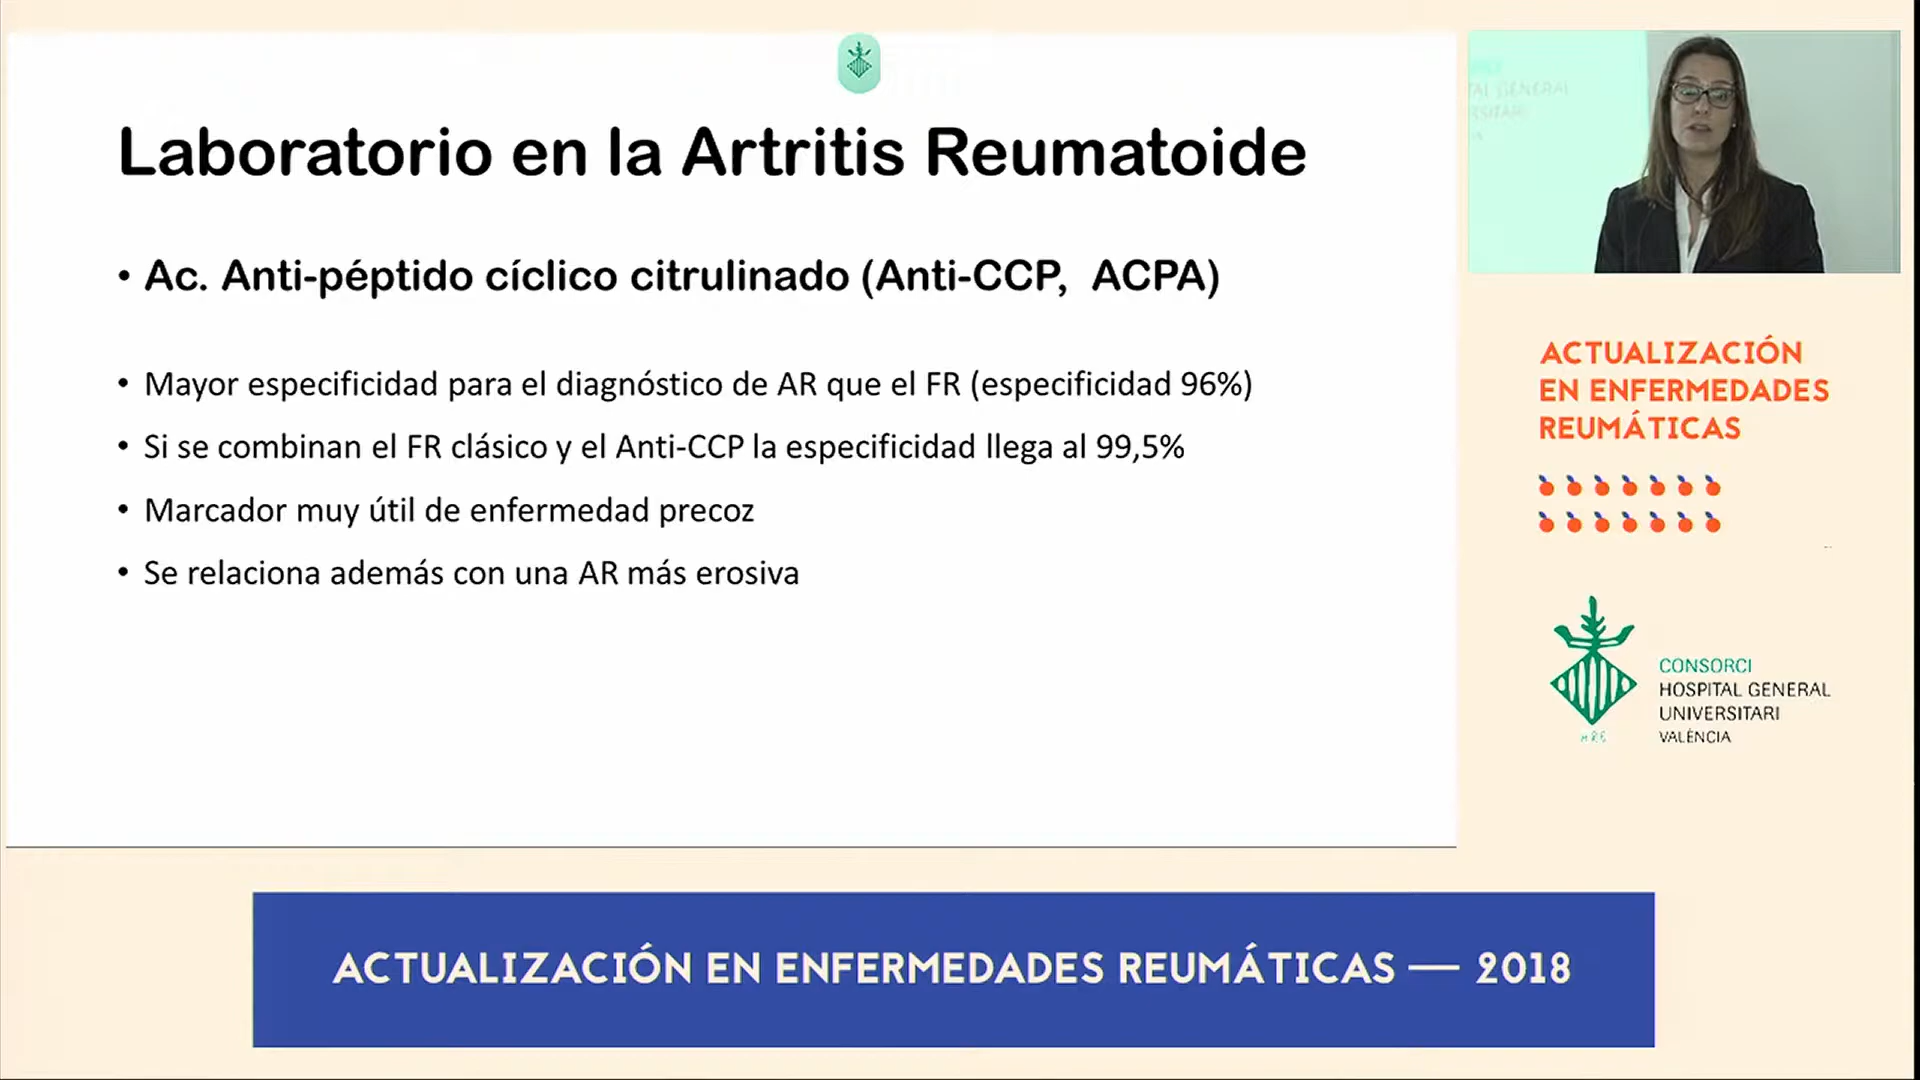 Laboratorio en la Artritis Reumatoide
• Ac. Anti-péptido cíclico citrulinado (Anti-CCP, ACPA)
• Mayor especificidad para el diagnóstico de AR que el FR (especificidad 96%)
• Si se combinan el FR clásico y el Anti-CCP la especificidad llega al 99,5%
• Marcador muy útil de enfermedad precoz
• Se relaciona además con una AR más erosiva
ACTUALIZACIÓN
EN ENFERMEDADES
REUMÁTICAS
CONSORCI
HOSPITAL GENERAL
UNIVERSITARI
VALÈNCIA
ACTUALIZACIÓN EN ENFERMEDADES REUMÁTICAS — 2018